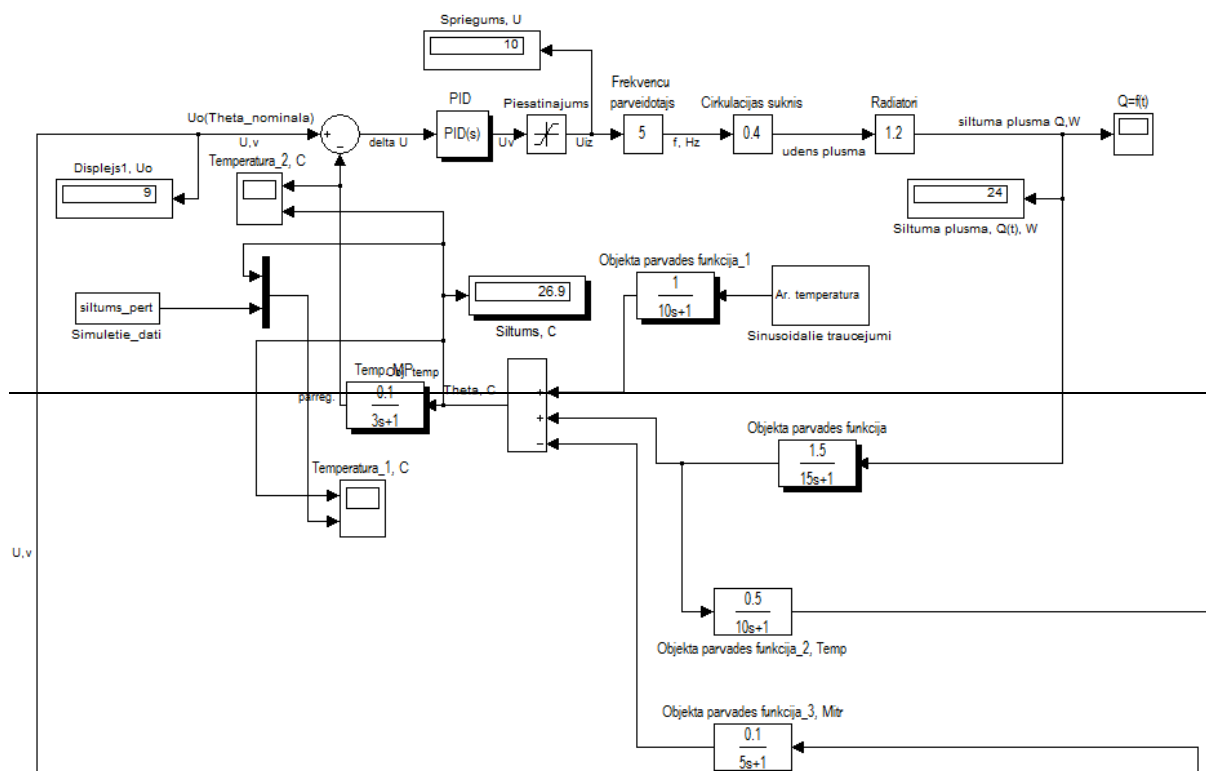 Spriegums, U
10
Uo(Theta_nominala)
U,v
+
−
delta U
PID
PID(s)
Uv
Piesatinajums
Uiz
Frekvencu
parveidotajs
5
f, Hz
Cirkulacijas suknis
0.4
udens plusma
Radiatori
1.2
siltuma plusma Q,W
Q=f(t)
Displejs1, Uo
9
Temperatura_2, C
24
Siltuma plusma, Q(t), W
siltums_pert
Simuletie_dati
26.9
Siltums, C
Objekta parvades funkcija_1
1
10s+1
Ar. temperatura
Sinusoidalie traucejumi
Temp. MP
Obj. temp
parreg.
0.1
3s+1
Theta, C
+
+
−
Objekta parvades funkcija
1.5
15s+1
Temperatura_1, C
U,v
0.5
10s+1
Objekta parvades funkcija_2, Temp
Objekta parvades funkcija_3, Mitr
0.1
5s+1